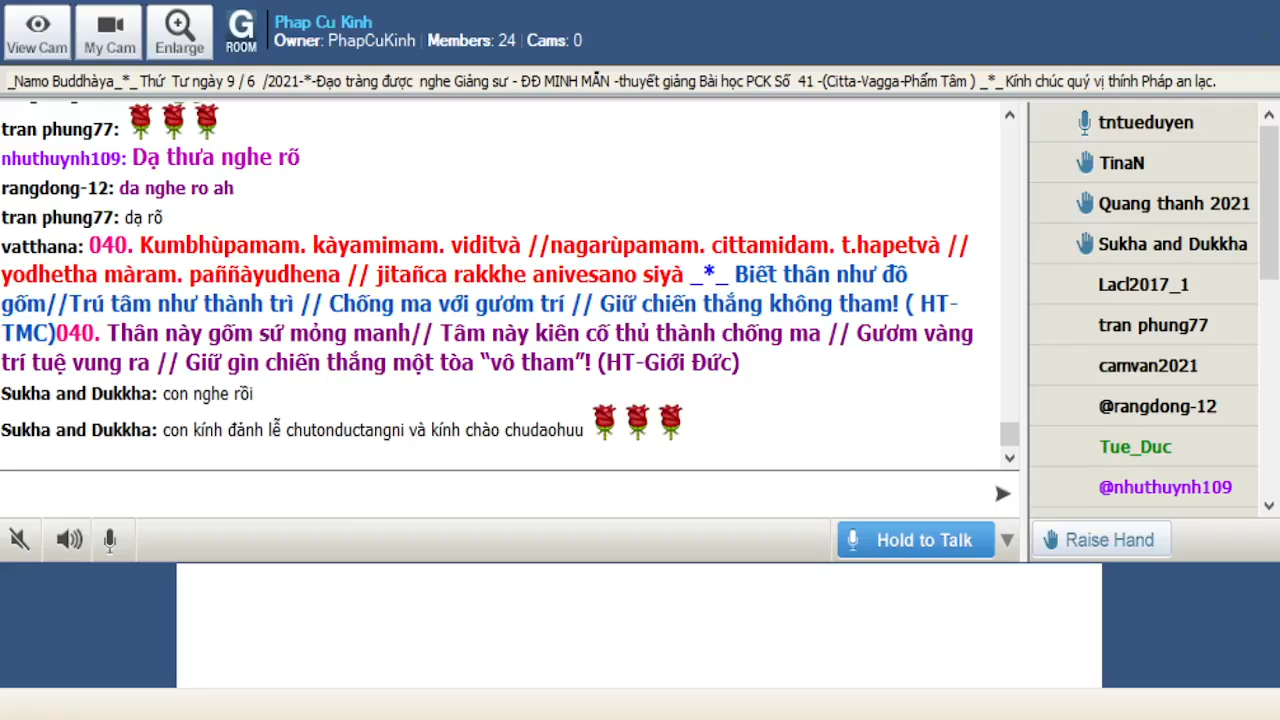 View Cam
My Cam
Enlarge
G
ROOM
Phap Cu Kinh
Owner: PhapCuKinh | Members: 24 | Cams: 0
_Namo Buddhàya_*_ Thứ Tư ngày 9 / 6 /2021-*-Đạo tràng được nghe Giảng sư - ĐĐ MINH MẪN -thuyết giảng Bài học PCK Số 41 -(Citta-Vagga-Phẩm Tâm ) _*_ Kính chúc quý vị thính Pháp an lạc.
tran phung77:
nhuthuynh109: Dạ thưa nghe rõ
rangdong-12: da nghe ro ah
tran phung77: dạ rõ
vatthana: 040. Kumbhùpamam. kàyamimam. viditvà //nagarùpamam. cittamidam. t.hapetvà //
yodhetha màram. paññàyudhena // jitañca rakkhe anivesano siyà _*_ Biết thân như đồ
gốm//Trú tâm như thành trì // Chống ma với gươm trí // Giữ chiến thắng không tham! ( HT-
TMC)040. Thân này gốm sứ mỏng manh// Tâm này kiên cố thủ thành chống ma // Gươm vàng
trí tuệ vung ra // Giữ gìn chiến thắng một tòa “vô tham”! (HT-Giới Đức)
Sukha and Dukkha: con nghe rồi
Sukha and Dukkha: con kính đảnh lễ chutonductangni và kính chào chudaohuu
Hold to Talk
tntueduyen
TinaN
Quang thanh 2021
Sukha and Dukkha
Lacl2017_1
tran phung77
camvan2021
@rangdong-12
Tue_Duc
@nhuthuynh109
Raise Hand